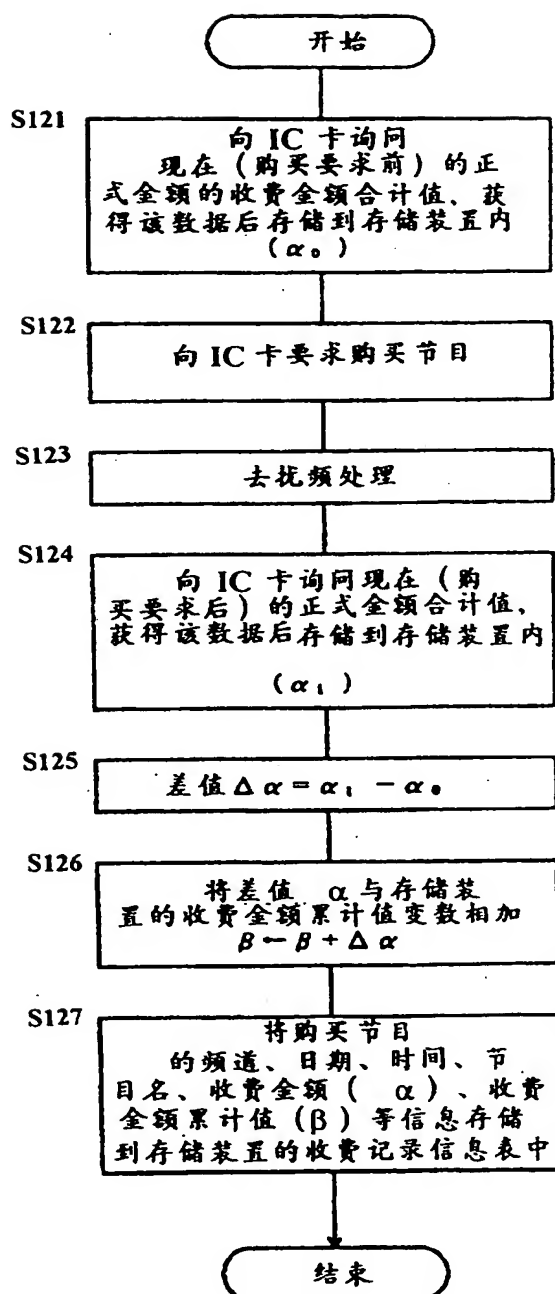 开始
S121
向 IC 卡询问
现在（购买要求前）的正
式金额的收费金额合计值、获
得该数据后存储到存储装置内
（α₀）
S122
向 IC 卡要求购买节目
S123
去扰频处理
S124
向 IC 卡询问现在（购
买要求后）的正式金额合计值，
获得该数据后存储到存储装置内
（α₁）
S125
差值 Δ α = α₁ - α₀
S126
将差值 α 与存储装
置的收费金额累计值变数相加
β ← β + Δ α
S127
将购买节目
的频道、日期、时间、节
目名、收费金额（ α）、收费
金额累计值（β）等信息存储
到存储装置的收费记录信息表中
结束